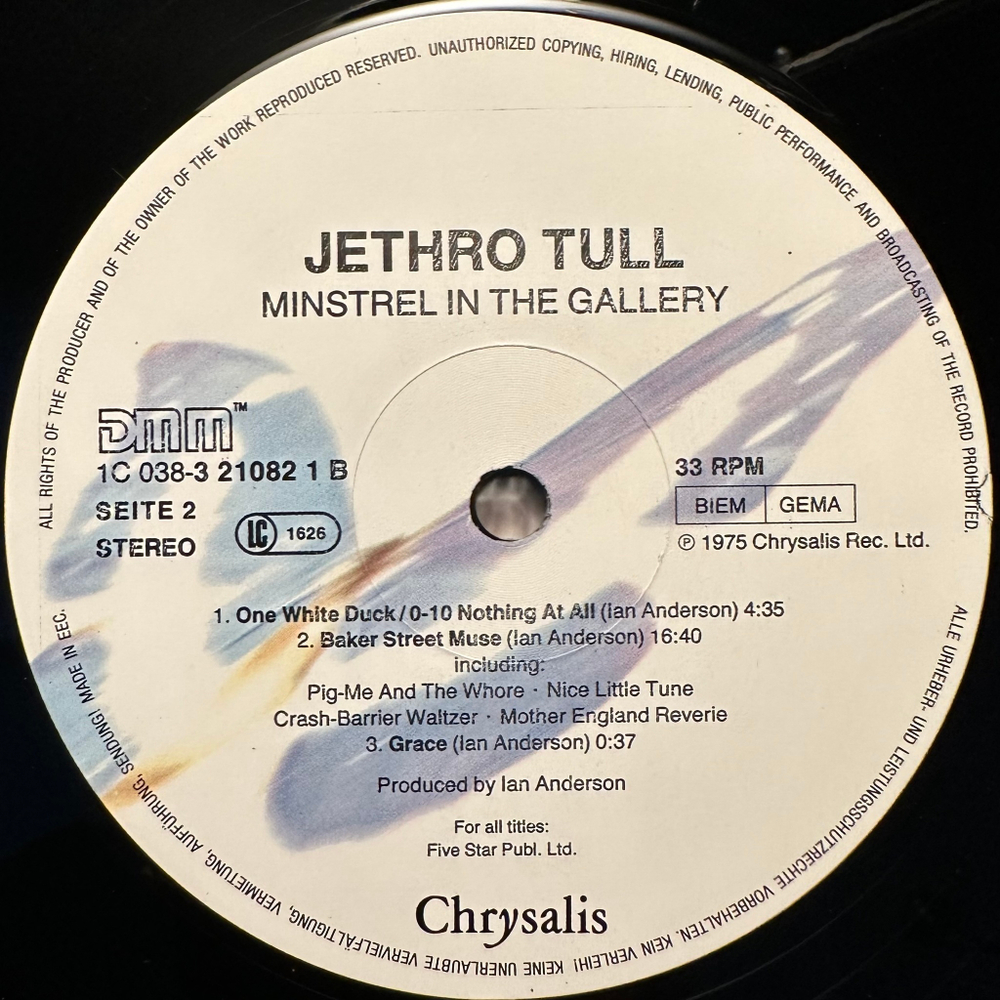 ALL RIGHTS OF THE PRODUCER AND OF THE OWNER OF THE WORK REPRODUCED RESERVED. UNAUTHORIZED COPYING, HIRING, LENDING, PUBLIC PERFORMANCE AND BROADCASTING OF THE RECORD PROHIBITED.
JETHRO TULL
MINSTREL IN THE GALLERY
DMM™
1C 038-3 21082 1 B
SEITE 2
STEREO
LC 1626
33 RPM
BIEM GEMA
℗ 1975 Chrysalis Rec. Ltd.
1. One White Duck / 0-10 Nothing At All (Ian Anderson) 4:35
2. Baker Street Muse (Ian Anderson) 16:40
including:
Pig-Me And The Whore · Nice Little Tune
Crash-Barrier Waltzer · Mother England Reverie
3. Grace (Ian Anderson) 0:37
Produced by Ian Anderson
For all titles:
Five Star Publ. Ltd.
Chrysalis
ALLE URHEBER- UND LEISTUNGSSCHUTZRECHTE VORBEHALTEN. KEIN VERLEIH! KEINE UNERLAUBTE VERVIELFÄLTIGUNG, VERMIETUNG, AUFFÜHRUNG, SENDUNG! MADE IN EEC.